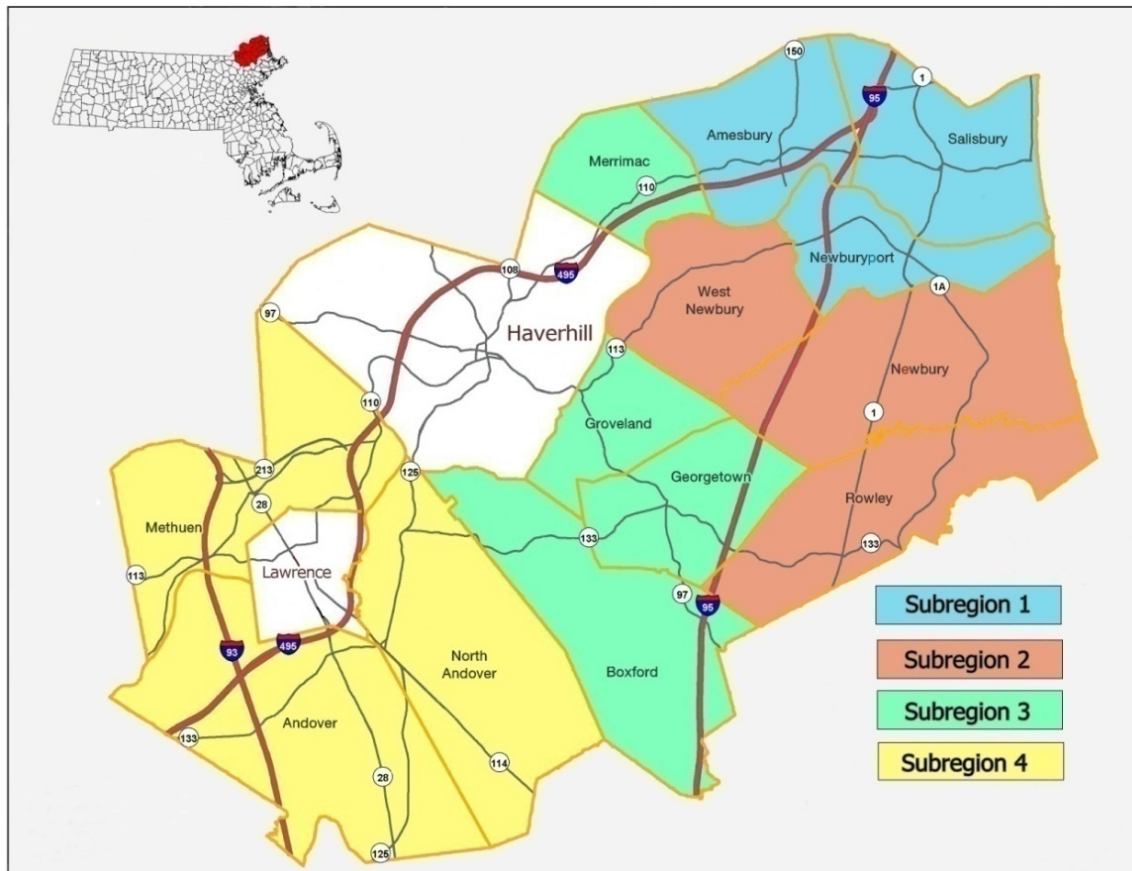 150
1
95
Amesbury
Salisbury
Merrimac
110
Newburyport
108
495
1A
97
West
Newbury
Haverhill
113
Newbury
110
1
Groveland
125
213
Georgetown
28
Rowley
Methuen
133
133
113
Lawrence
97
95
Subregion 1
93
495
North
Andover
Boxford
Subregion 2
Subregion 3
Andover
133
114
Subregion 4
28
125